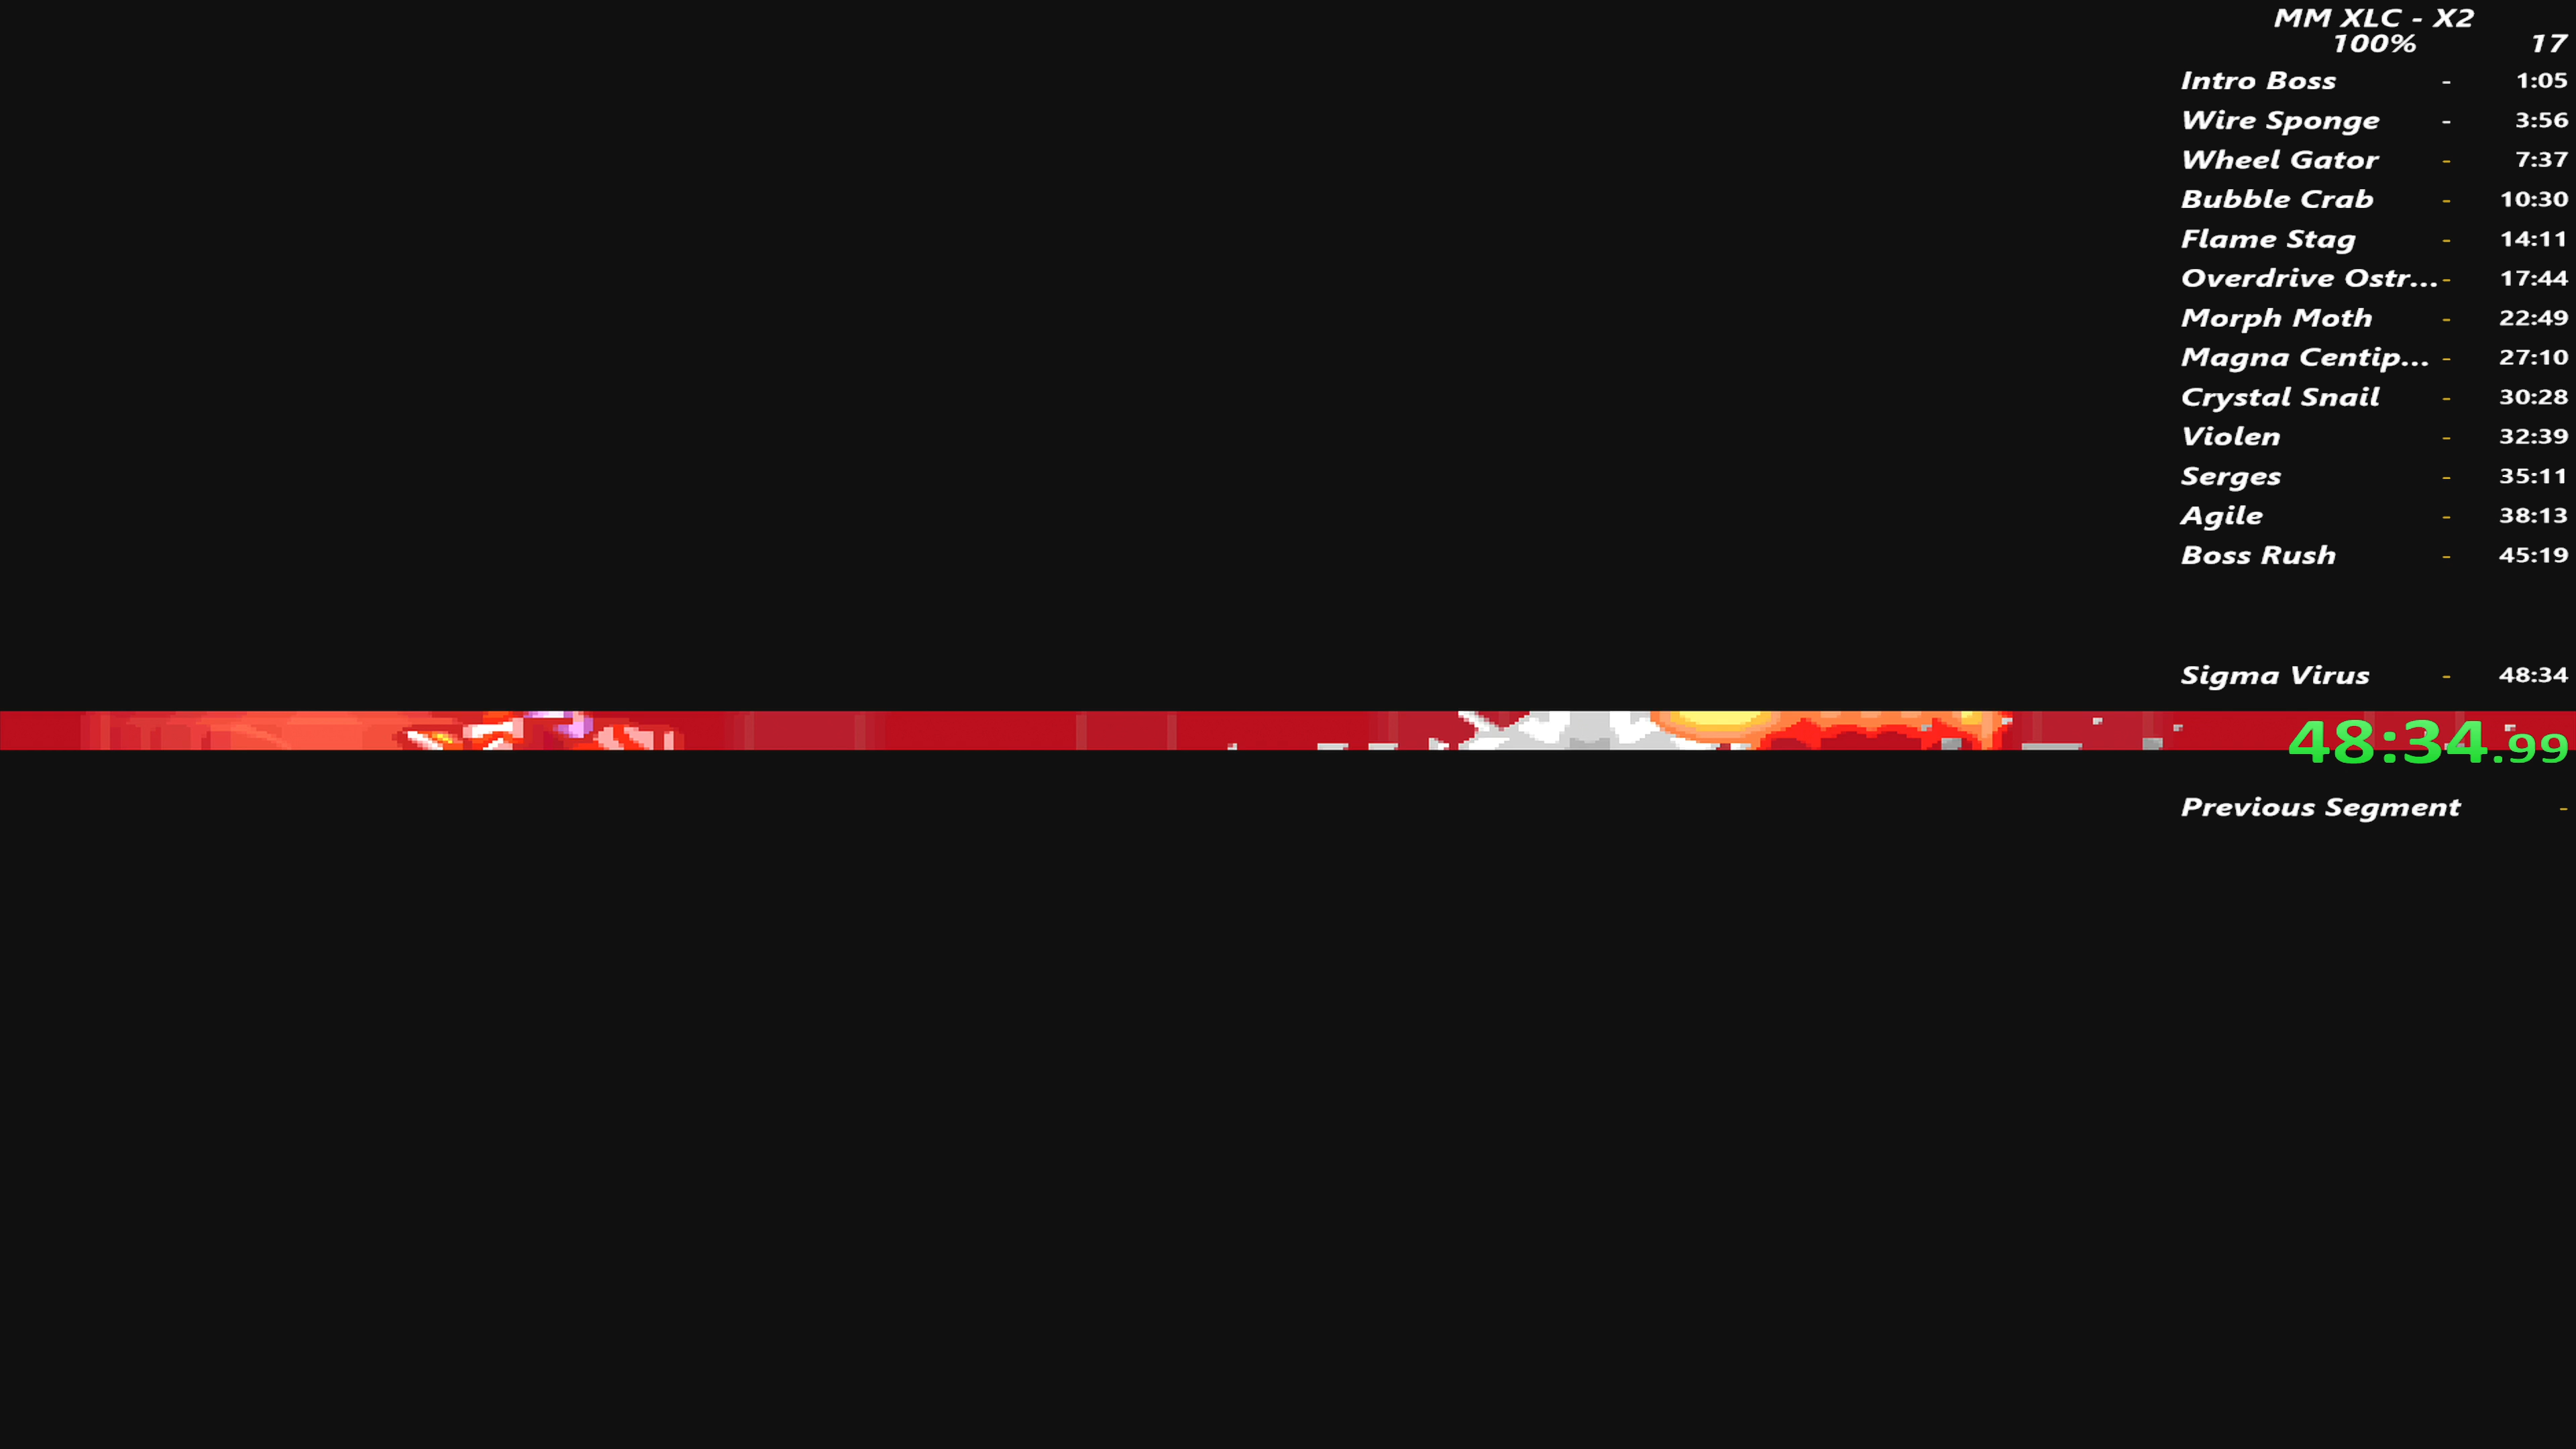 MM XLC - X2
100% 17
Intro Boss - 1:05
Wire Sponge - 3:56
Wheel Gator - 7:37
Bubble Crab - 10:30
Flame Stag - 14:11
Overdrive Ostr... - 17:44
Morph Moth - 22:49
Magna Centip... - 27:10
Crystal Snail - 30:28
Violen - 32:39
Serges - 35:11
Agile - 38:13
Boss Rush - 45:19
Sigma Virus - 48:34
48:34.99
Previous Segment -